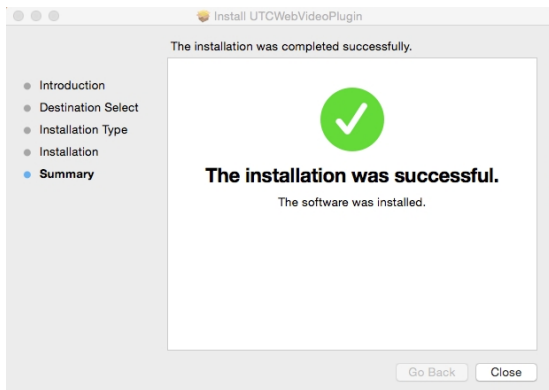 Install UTCWebVideoPlugin
The installation was completed successfully.
Introduction
Destination Select
Installation Type
Installation
Summary
The installation was successful.
The software was installed.
Go Back
Close